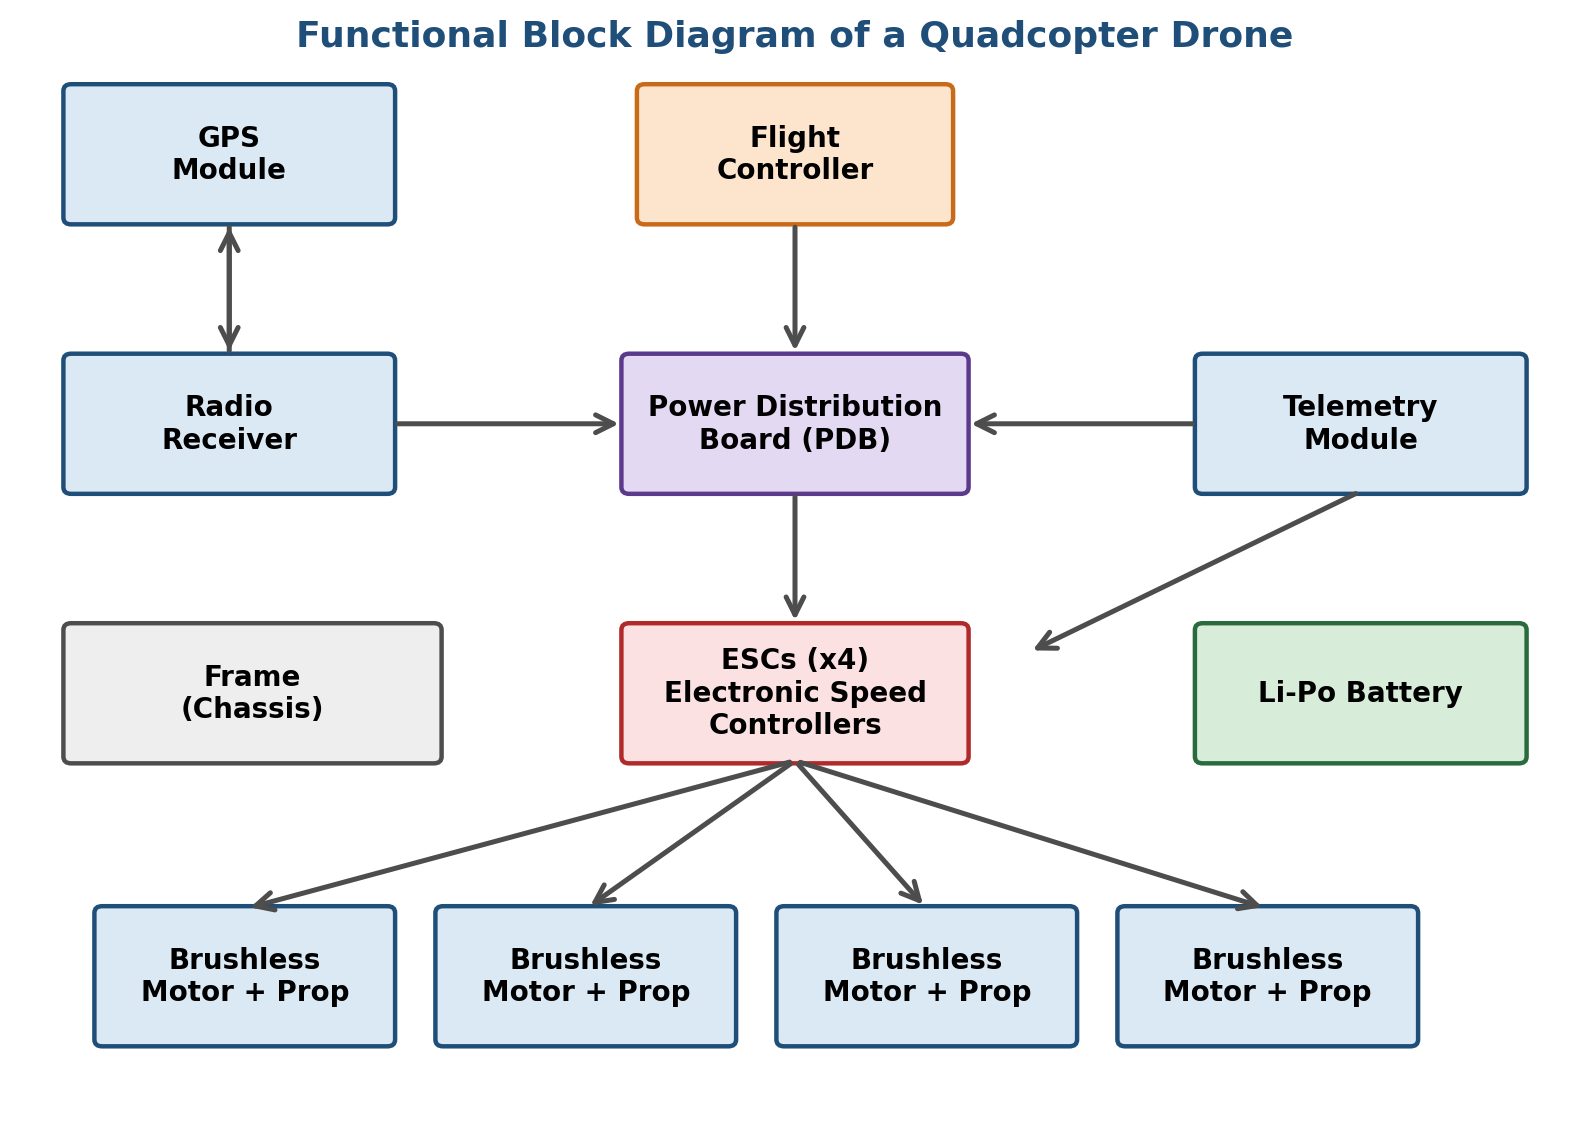 Functional Block Diagram of a Quadcopter Drone
GPS
Module
Flight
Controller
Radio
Receiver
Power Distribution
Board (PDB)
Telemetry
Module
Frame
(Chassis)
ESCs (x4)
Electronic Speed
Controllers
Li-Po Battery
Brushless
Motor + Prop
Brushless
Motor + Prop
Brushless
Motor + Prop
Brushless
Motor + Prop